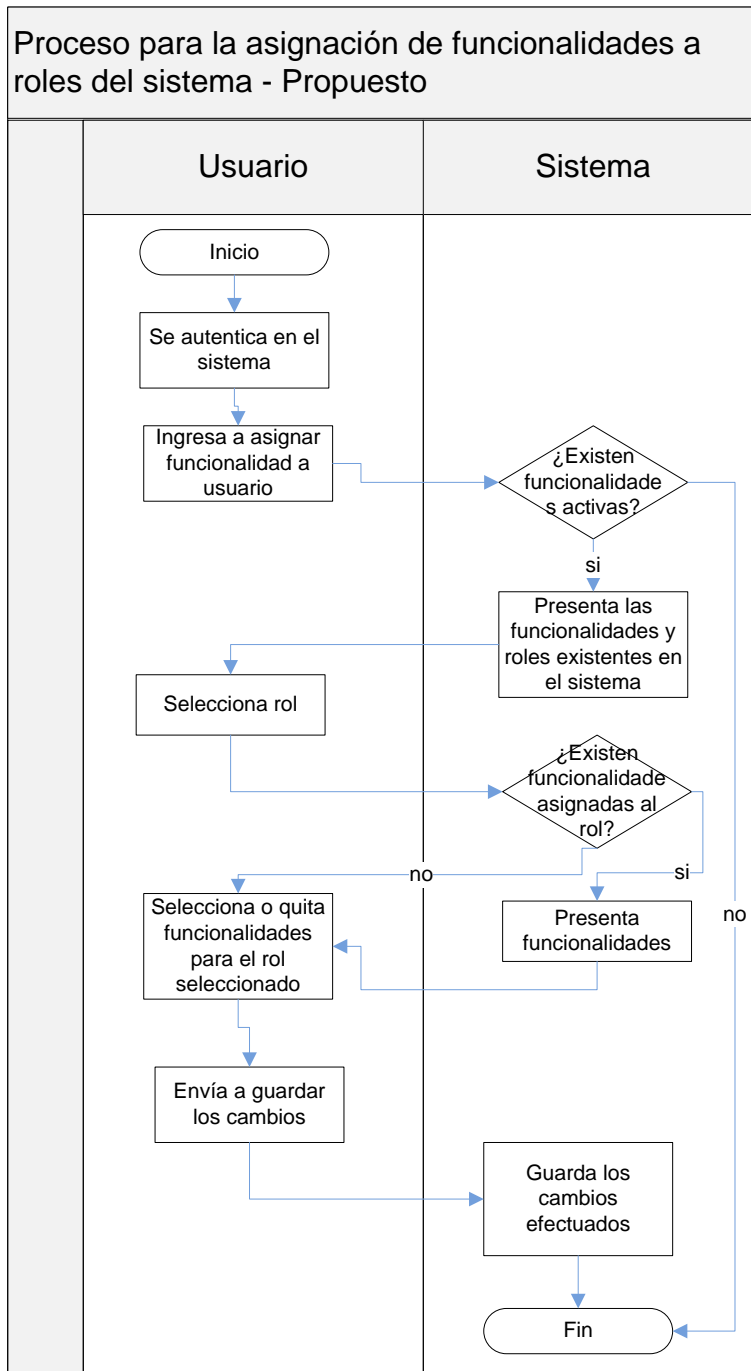 Proceso para la asignación de funcionalidades a
roles del sistema - Propuesto
Usuario
Sistema
Inicio
Se autentica en el
sistema
Ingresa a asignar
funcionalidad a
usuario
¿Existen
funcionalidade
s activas?
si
Presenta las
funcionalidades y
roles existentes en
el sistema
Selecciona rol
¿Existen
funcionalidade
asignadas al
rol?
no
si
no
Selecciona o quita
funcionalidades
para el rol
seleccionado
Presenta
funcionalidades
Envía a guardar
los cambios
Guarda los
cambios
efectuados
Fin